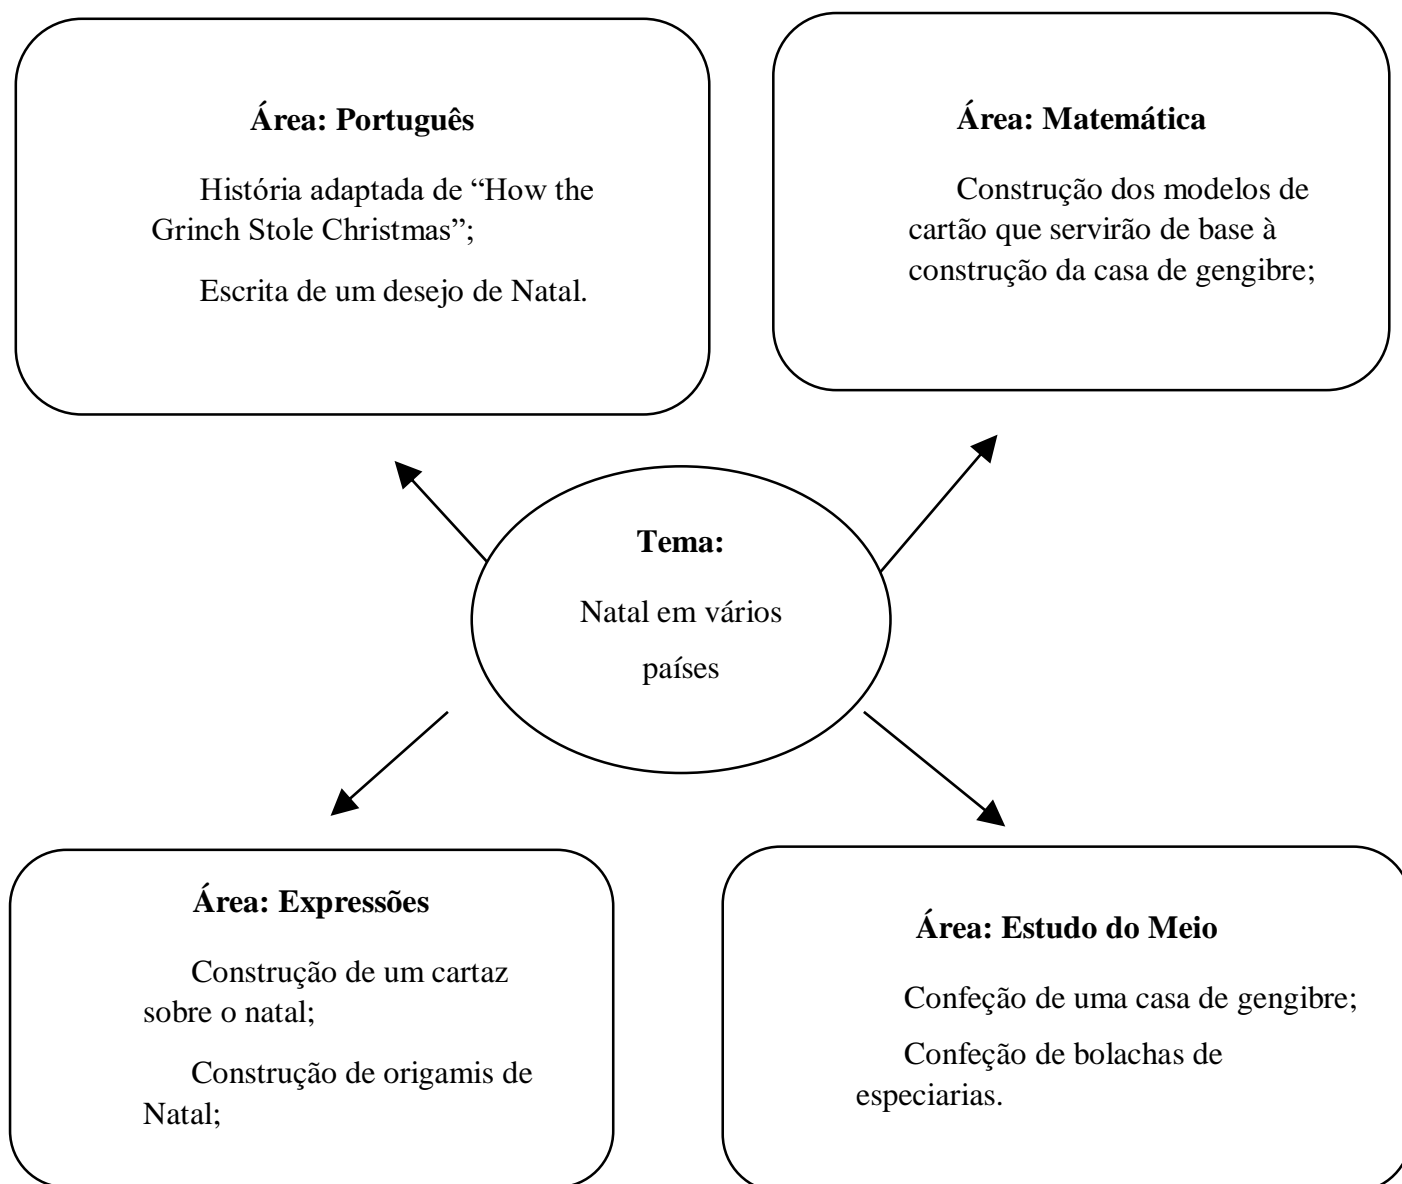 Área: Português
História adaptada de “How the
Grinch Stole Christmas”;
Escrita de um desejo de Natal.
Área: Matemática
Construção dos modelos de
cartão que servirão de base à
construção da casa de gengibre;
Tema:
Natal em vários
países
Área: Expressões
Construção de um cartaz
sobre o natal;
Construção de origamis de
Natal;
Área: Estudo do Meio
Confeção de uma casa de gengibre;
Confeção de bolachas de
especiarias.